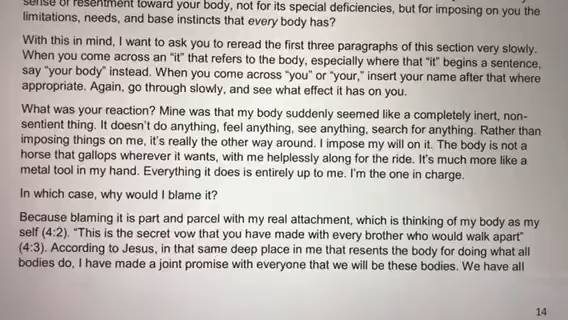 sense of resentment toward your body, not for its special deficiencies, but for imposing on you the
limitations, needs, and base instincts that every body has?
With this in mind, I want to ask you to reread the first three paragraphs of this section very slowly.
When you come across an “it” that refers to the body, especially where that “it” begins a sentence,
say “your body” instead. When you come across “you” or “your,” insert your name after that where
appropriate. Again, go through slowly, and see what effect it has on you.
What was your reaction? Mine was that my body suddenly seemed like a completely inert, non-
sentient thing. It doesn’t do anything, feel anything, see anything, search for anything. Rather than
imposing things on me, it’s really the other way around. I impose my will on it. The body is not a
horse that gallops wherever it wants, with me helplessly along for the ride. It’s much more like a
metal tool in my hand. Everything it does is entirely up to me. I’m the one in charge.
In which case, why would I blame it?
Because blaming it is part and parcel with my real attachment, which is thinking of my body as my
self (4:2). “This is the secret vow that you have made with every brother who would walk apart”
(4:3). According to Jesus, in that same deep place in me that resents the body for doing what all
bodies do, I have made a joint promise with everyone that we will be these bodies. We have all
14